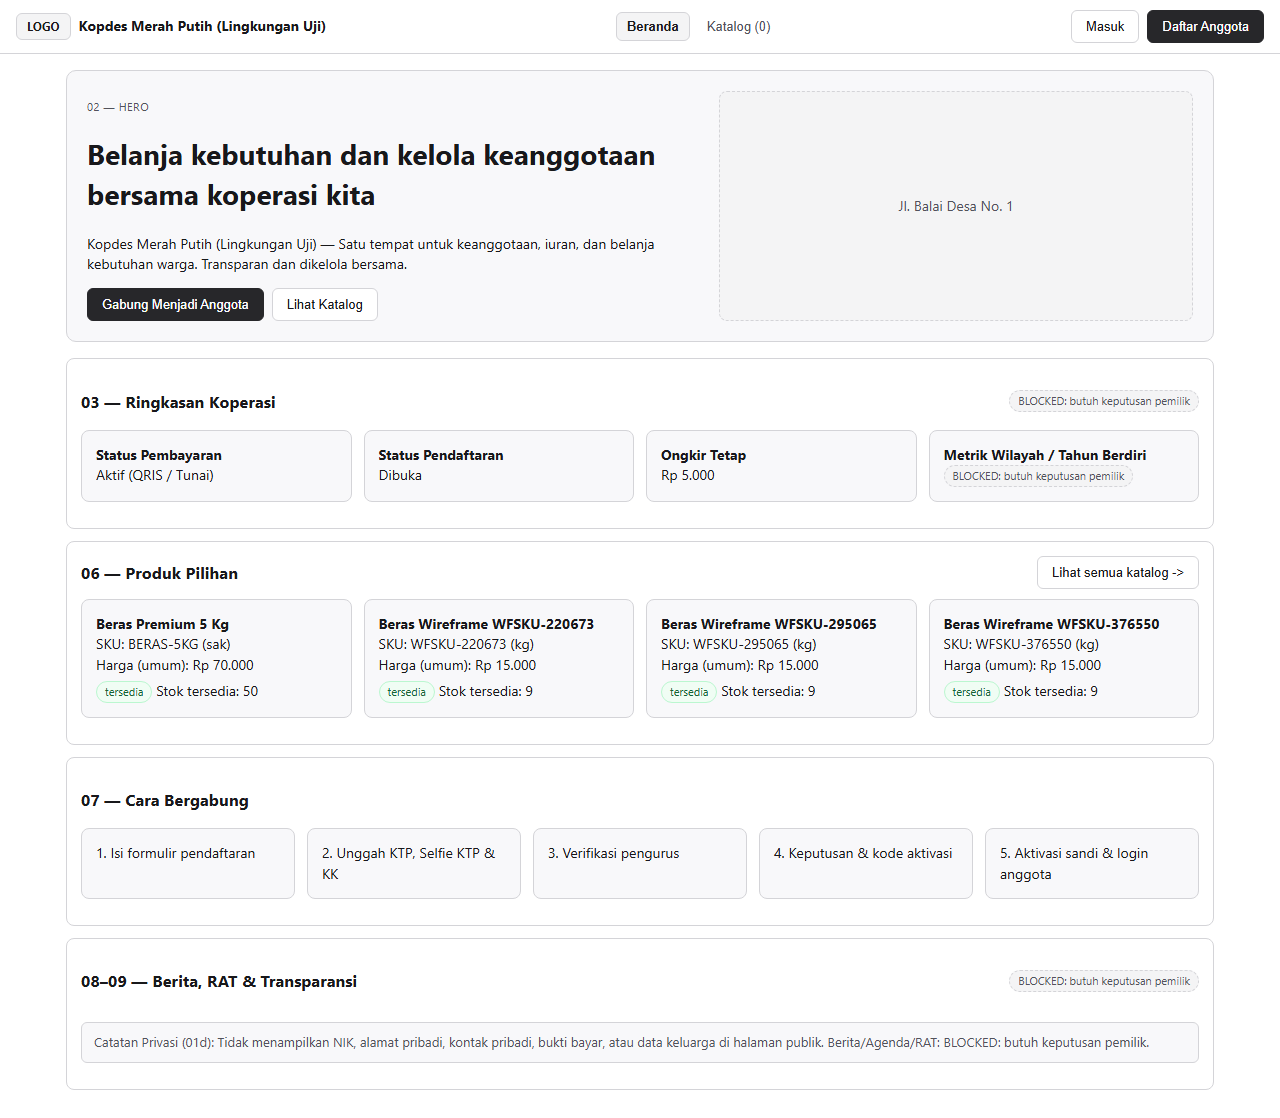 LOGO Kopdes Merah Putih (Lingkungan Uji) Beranda Katalog (0) Masuk Daftar Anggota
02 — HERO
Belanja kebutuhan dan kelola keanggotaan
bersama koperasi kita
Kopdes Merah Putih (Lingkungan Uji) — Satu tempat untuk keanggotaan, iuran, dan belanja
kebutuhan warga. Transparan dan dikelola bersama.
Gabung Menjadi Anggota Lihat Katalog
Jl. Balai Desa No. 1
03 — Ringkasan Koperasi BLOCKED: butuh keputusan pemilik
Status Pembayaran
Aktif (QRIS / Tunai)
Status Pendaftaran
Dibuka
Ongkir Tetap
Rp 5.000
Metrik Wilayah / Tahun Berdiri
BLOCKED: butuh keputusan pemilik
06 — Produk Pilihan Lihat semua katalog ->
Beras Premium 5 Kg
SKU: BERAS-5KG (sak)
Harga (umum): Rp 70.000
tersedia Stok tersedia: 50
Beras Wireframe WFSKU-220673
SKU: WFSKU-220673 (kg)
Harga (umum): Rp 15.000
tersedia Stok tersedia: 9
Beras Wireframe WFSKU-295065
SKU: WFSKU-295065 (kg)
Harga (umum): Rp 15.000
tersedia Stok tersedia: 9
Beras Wireframe WFSKU-376550
SKU: WFSKU-376550 (kg)
Harga (umum): Rp 15.000
tersedia Stok tersedia: 9
07 — Cara Bergabung
1. Isi formulir pendaftaran
2. Unggah KTP, Selfie KTP &
KK
3. Verifikasi pengurus
4. Keputusan & kode aktivasi
5. Aktivasi sandi & login
anggota
08–09 — Berita, RAT & Transparansi BLOCKED: butuh keputusan pemilik
Catatan Privasi (01d): Tidak menampilkan NIK, alamat pribadi, kontak pribadi, bukti bayar, atau data keluarga di halaman publik. Berita/Agenda/RAT: BLOCKED: butuh keputusan pemilik.